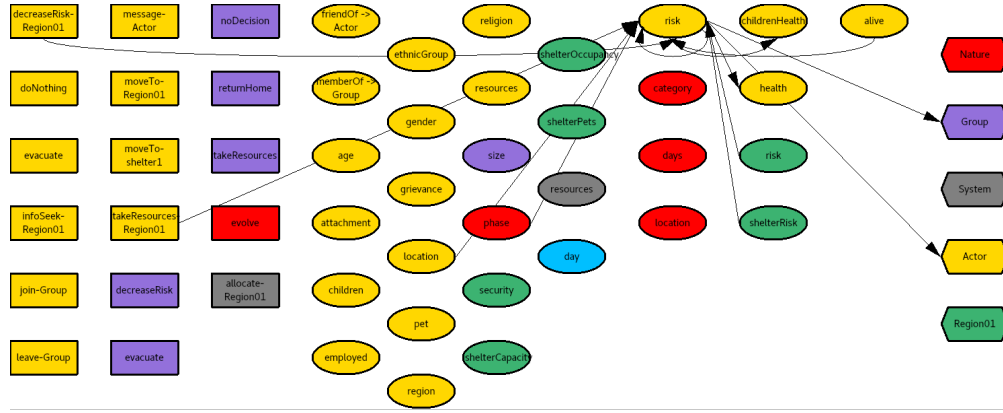 decreaseRisk-
Region01
message-
Actor
noDecision
friendOf ->
Actor
religion
risk
childrenHealth
alive
ethnicGroup
shelterOccupancy
Nature
doNothing
moveTo-
Region01
returnHome
memberOf ->
Group
resources
category
health
gender
shelterPets
Group
evacuate
moveTo-
shelter1
takeResources
age
size
days
risk
grievance
resources
System
infoSeek-
Region01
takeResources-
Region01
evolve
attachment
phase
location
shelterRisk
location
day
Actor
join-Group
decreaseRisk
allocate-
Region01
children
security
pet
Region01
leave-Group
evacuate
employed
shelterCapacity
region